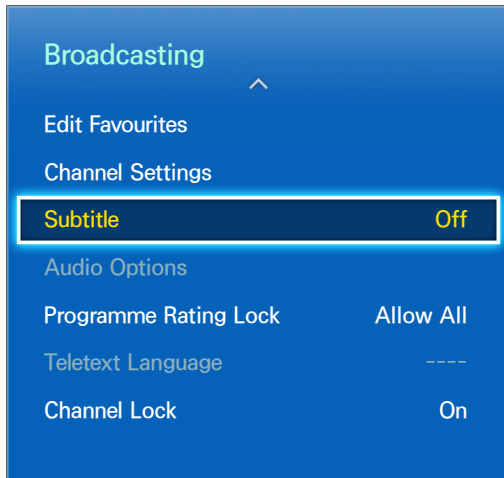 Broadcasting
Edit Favourites
Channel Settings
Subtitle Off
Audio Options
Programme Rating Lock Allow All
Teletext Language ----
Channel Lock On